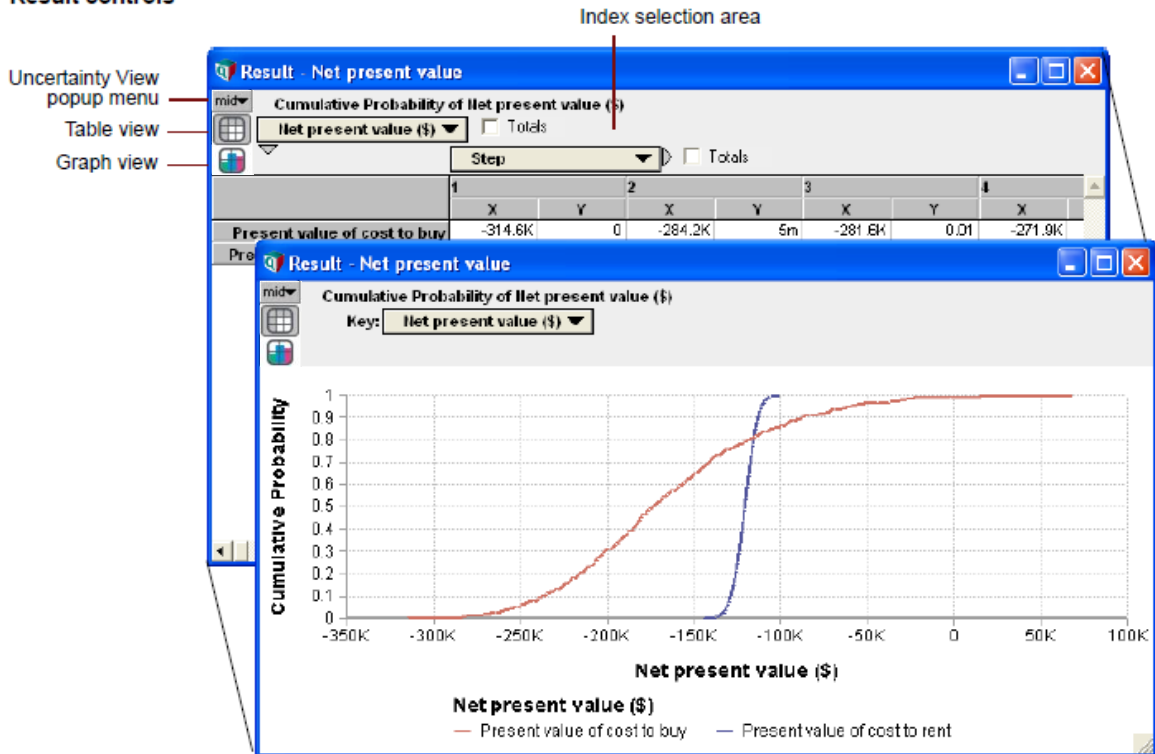 Result controls
Index selection area
Uncertainty View
popup menu
Table view
Graph view
Result - Net present value
mid
Cumulative Probability of Net present value ($)
Net present value ($) Totals
Step Totals
1 2 3 4
X Y X Y X Y X
Present value of cost to buy -314.6K 0 -284.2K 5m -281.6K 0.01 -271.9K
Pre
Result - Net present value
mid
Cumulative Probability of Net present value ($)
Key: Net present value ($)
Cumulative Probability
1
0.9
0.8
0.7
0.6
0.5
0.4
0.3
0.2
0.1
0
-350K -300K -250K -200K -150K -100K -50K 0 50K 100K
Net present value ($)
Net present value ($)
Present value of cost to buy Present value of cost to rent